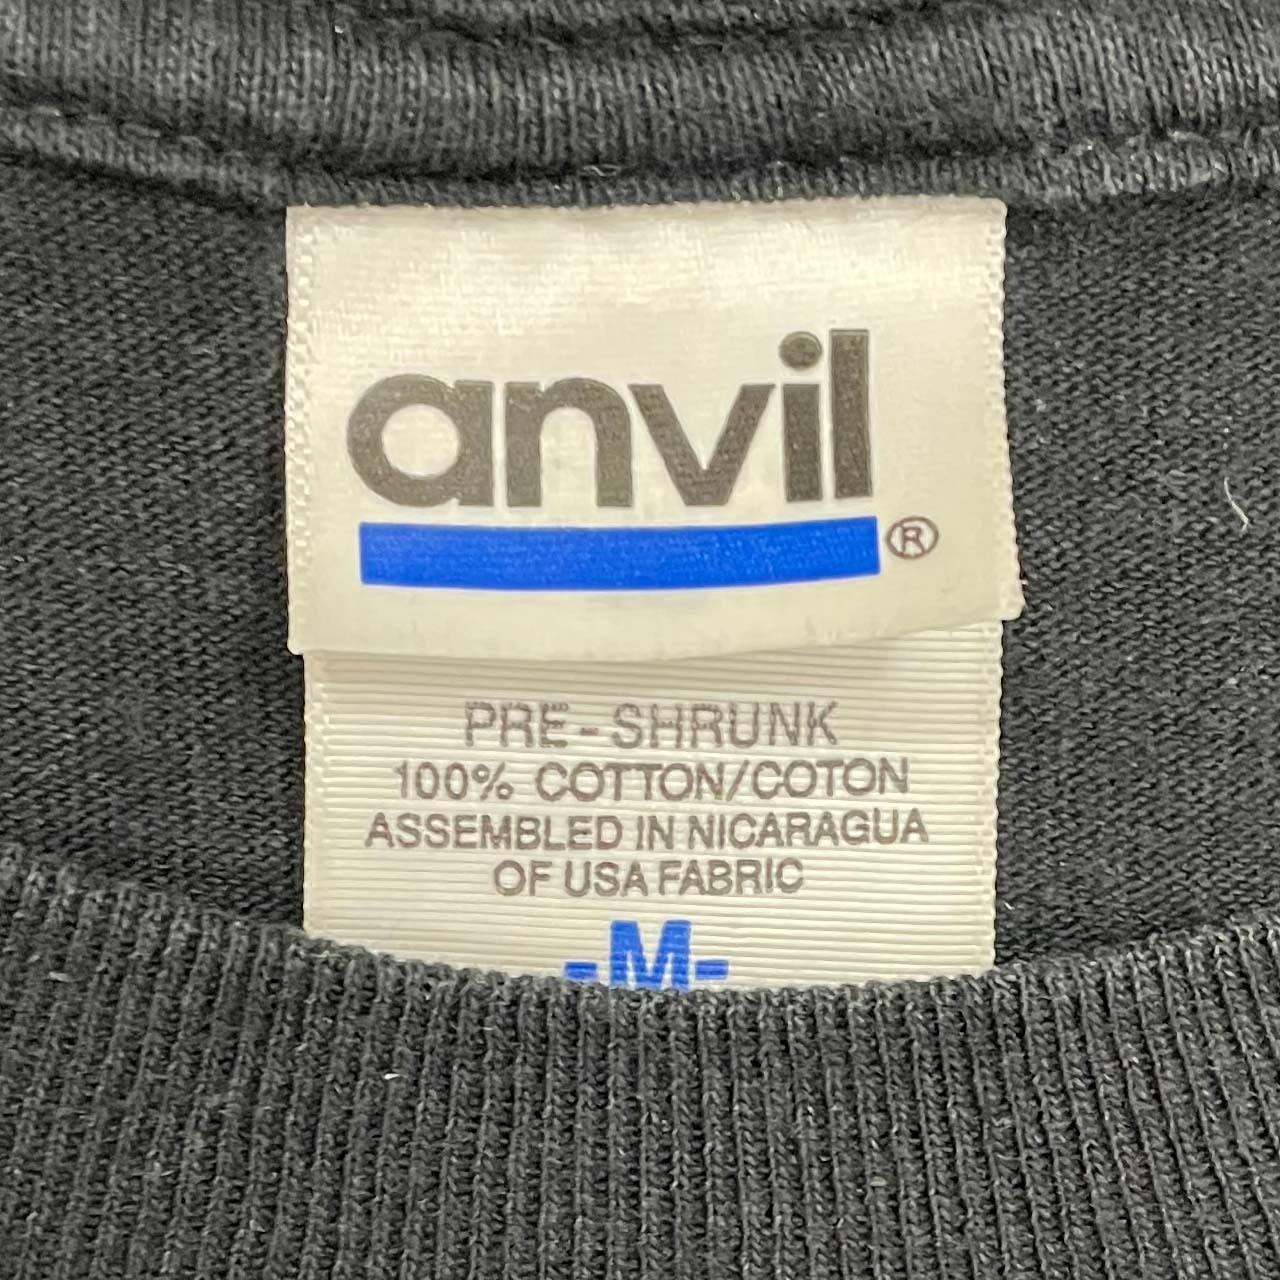 anvil®
PRE-SHRUNK
100% COTTON/COTON
ASSEMBLED IN NICARAGUA
OF USA FABRIC
-M-